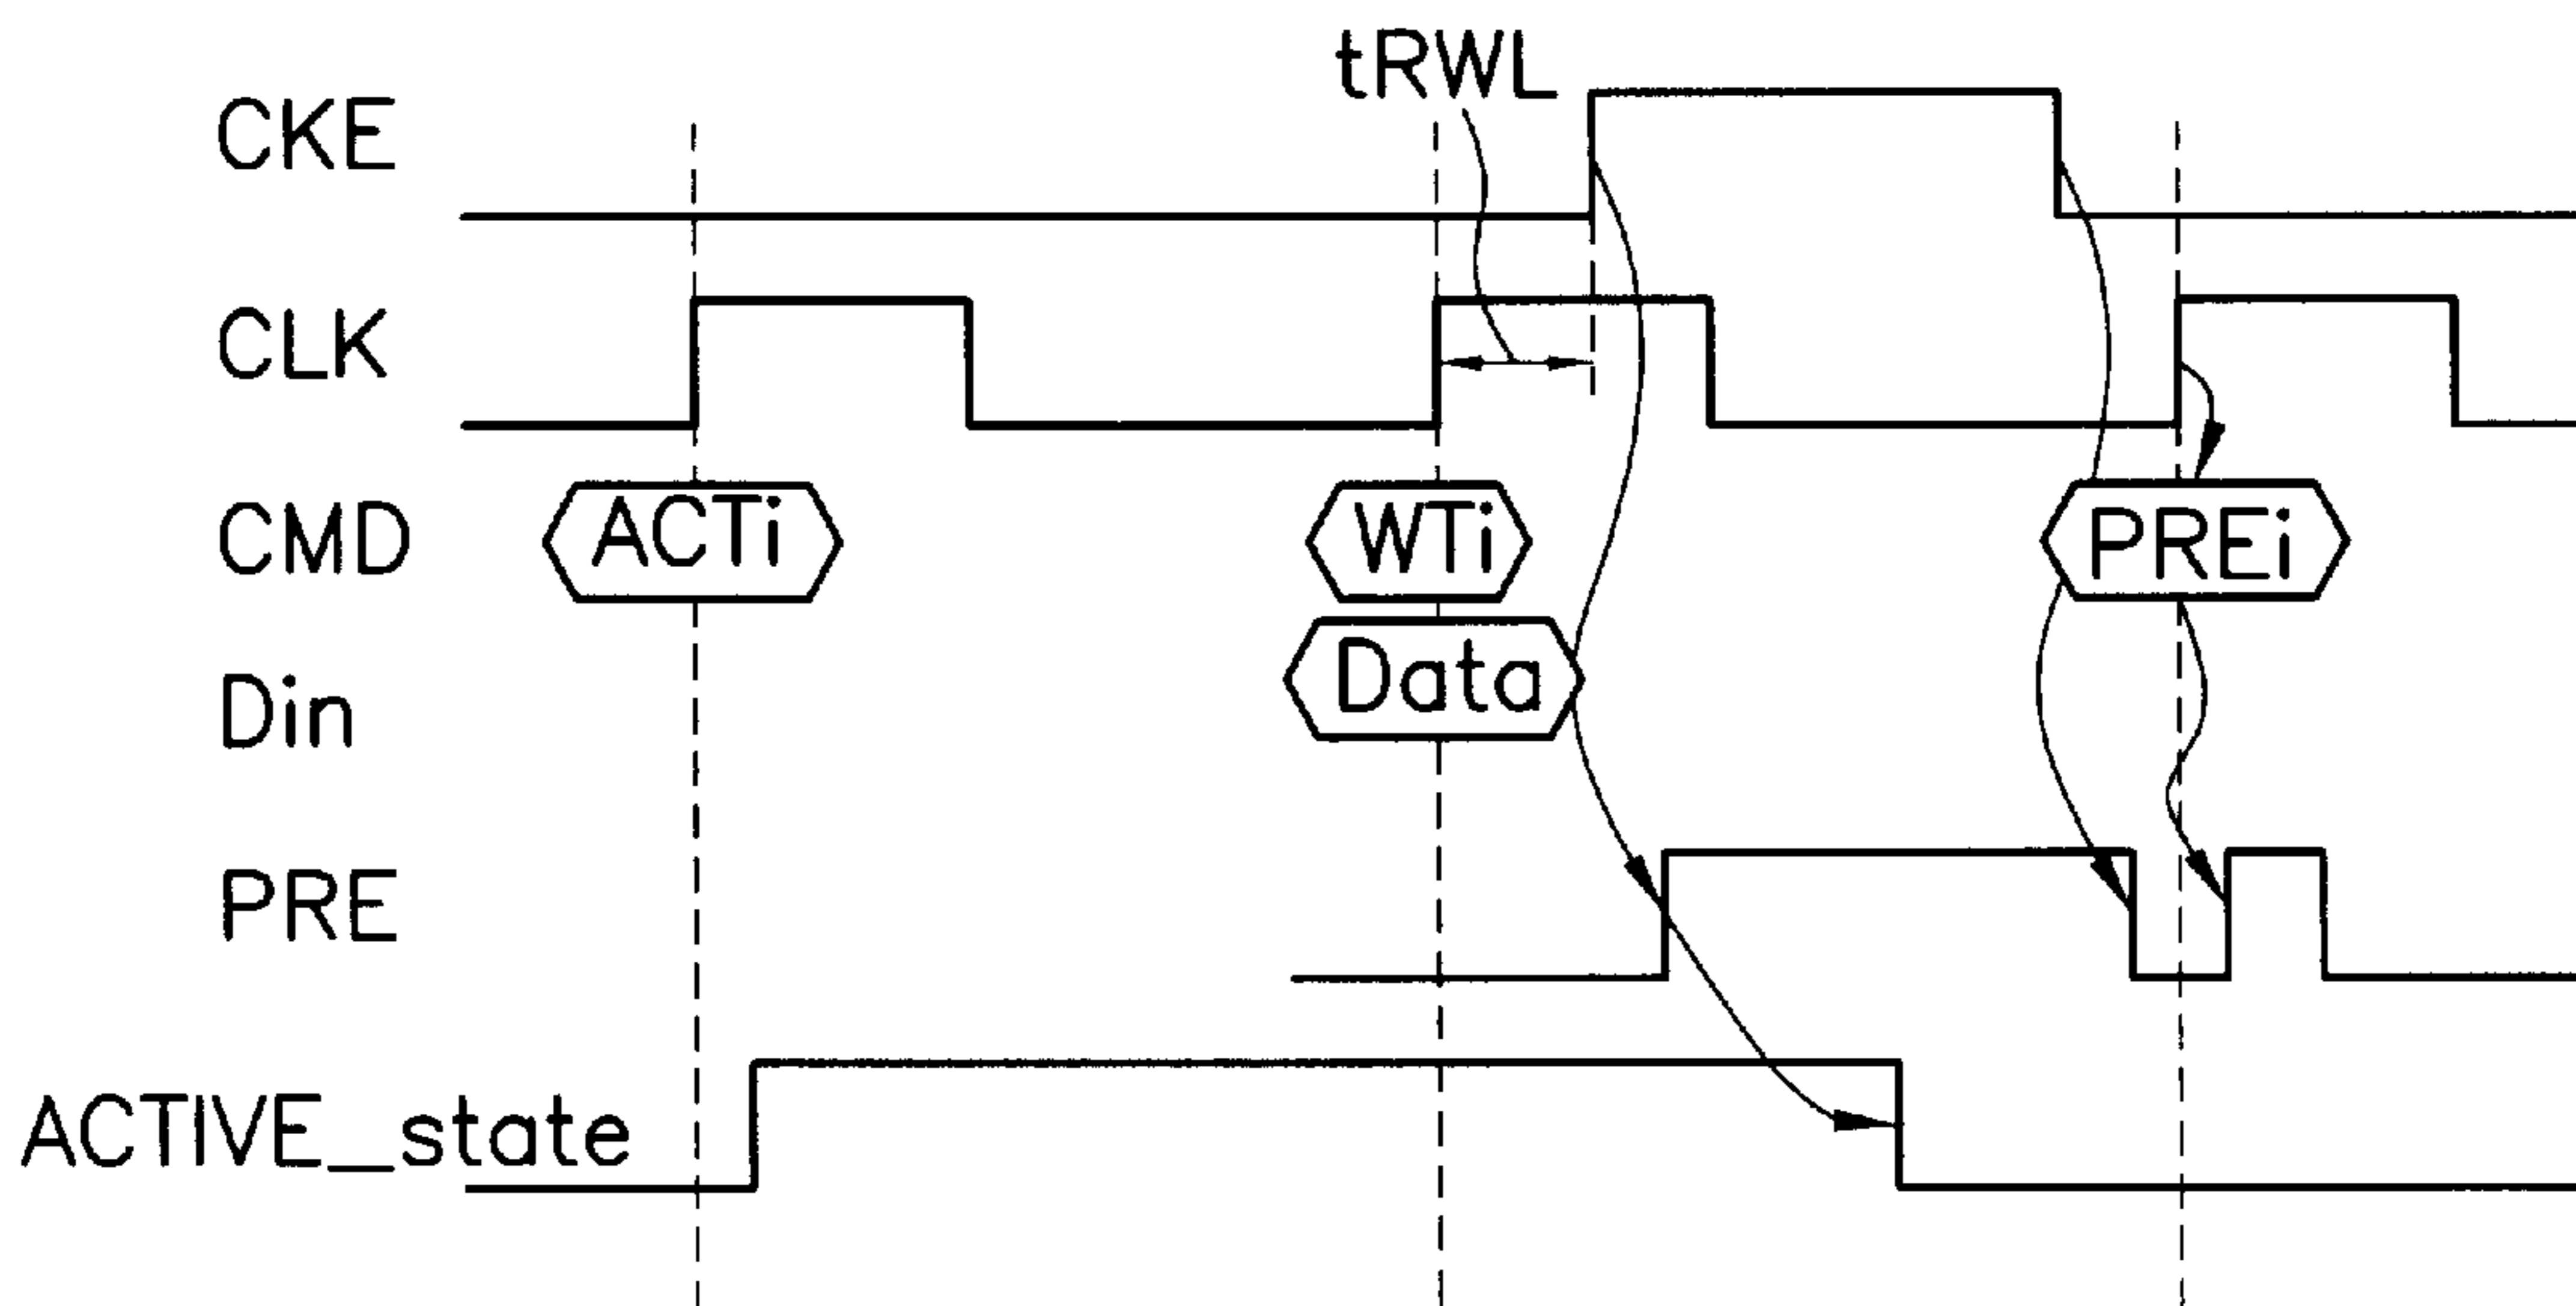 tRWL
CKE
CLK
CMD ACTi WTi PREi
Din Data
PRE
ACTIVE_state